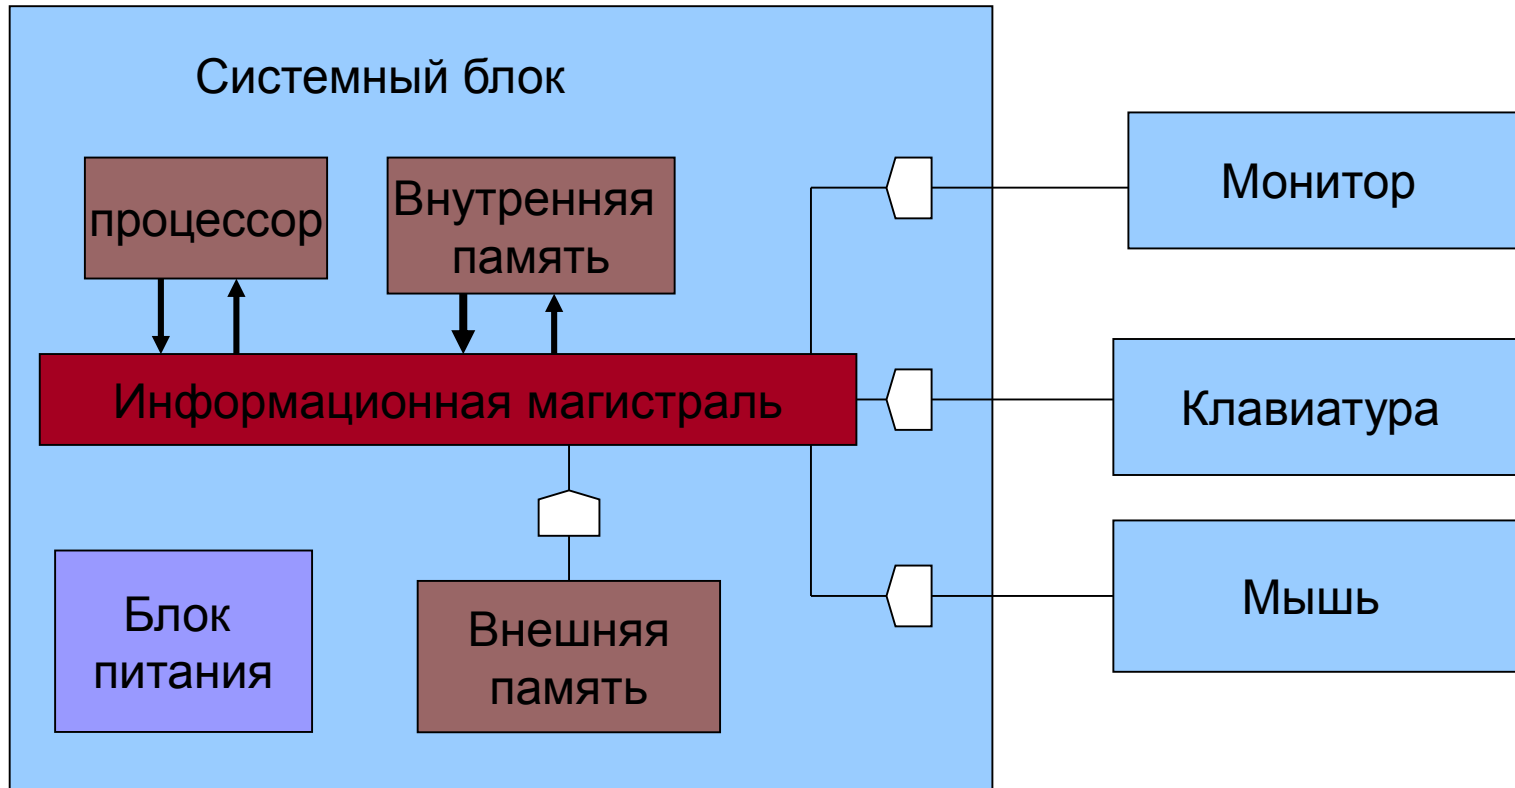 Системный блок
процессор
Внутренняя
память
Информационная магистраль
Блок
питания
Внешняя
память
Монитор
Клавиатура
Мышь